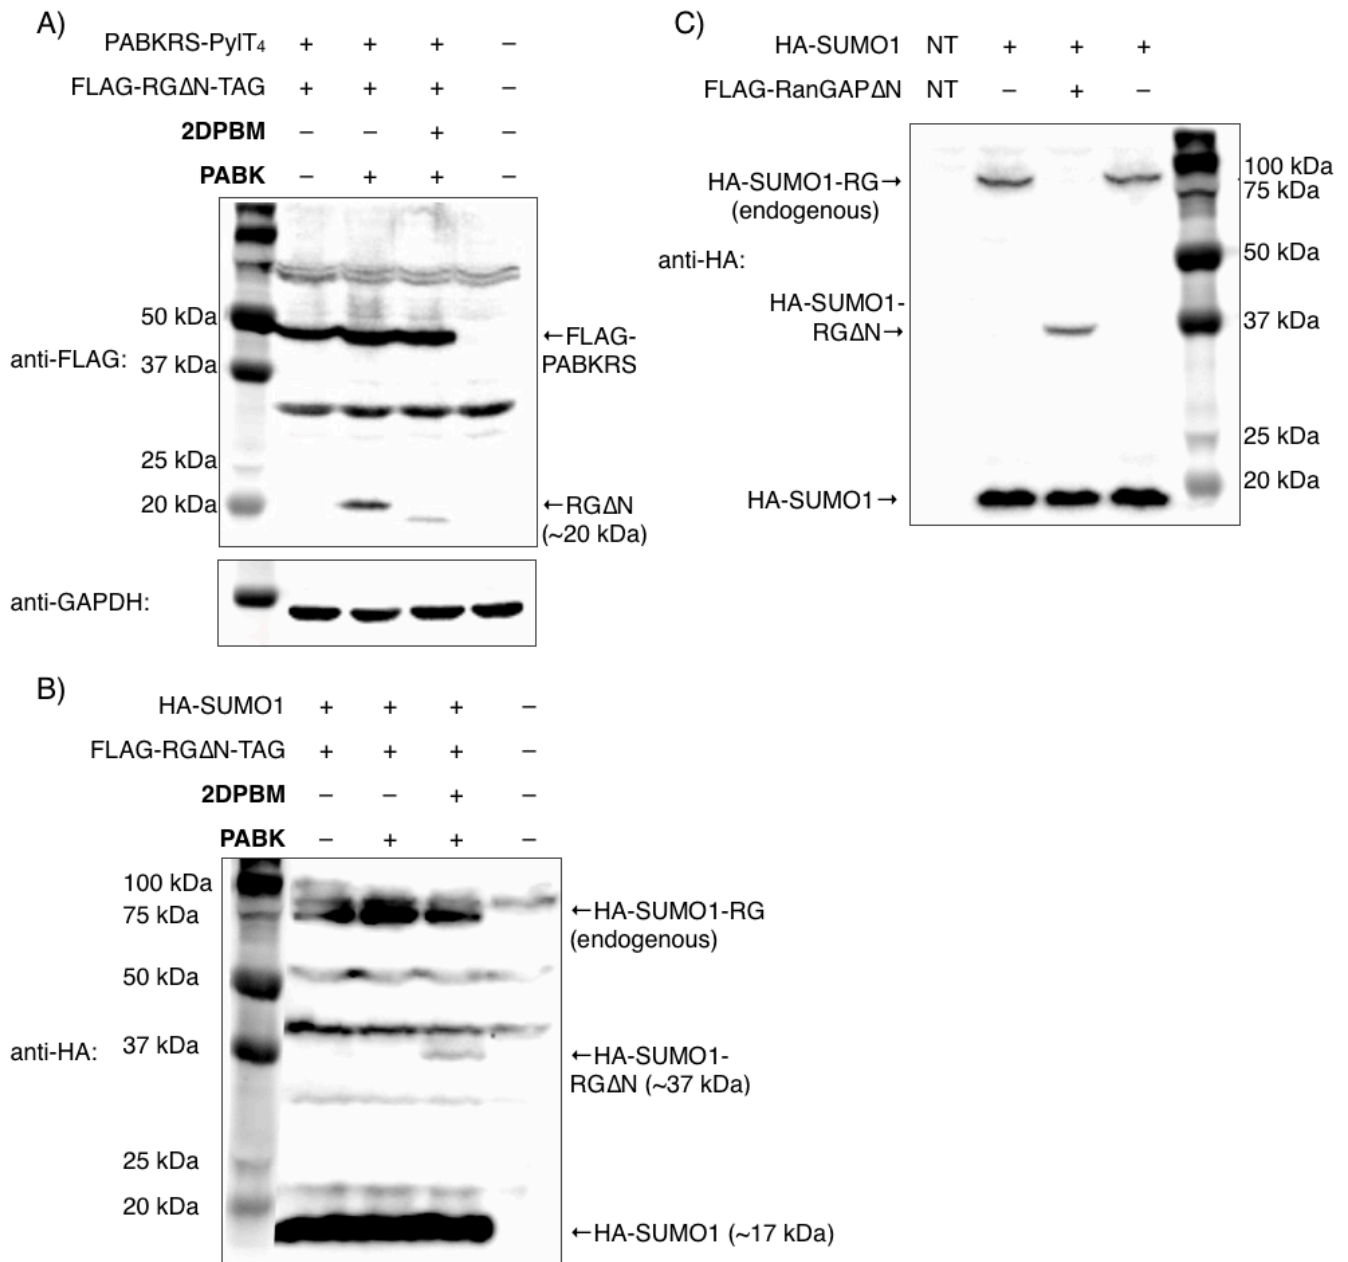 A)
PABKRS-PylT₄ + + + –
FLAG-RGΔN-TAG + + + –
2DPBM – – + –
PABK – + + –
50 kDa
anti-FLAG:
37 kDa
25 kDa
20 kDa
←FLAG-
PABKRS
←RGΔN
(~20 kDa)
anti-GAPDH:
B)
HA-SUMO1 + + + –
FLAG-RGΔN-TAG + + + –
2DPBM – – + –
PABK – + + –
100 kDa
75 kDa
50 kDa
anti-HA:
37 kDa
25 kDa
20 kDa
←HA-SUMO1-RG
(endogenous)
←HA-SUMO1-
RGΔN (~37 kDa)
←HA-SUMO1 (~17 kDa)
C)
HA-SUMO1 NT + + +
FLAG-RanGAPΔN NT – + –
HA-SUMO1-RG→
(endogenous)
anti-HA:
HA-SUMO1-
RGΔN→
HA-SUMO1→
100 kDa
75 kDa
50 kDa
37 kDa
25 kDa
20 kDa